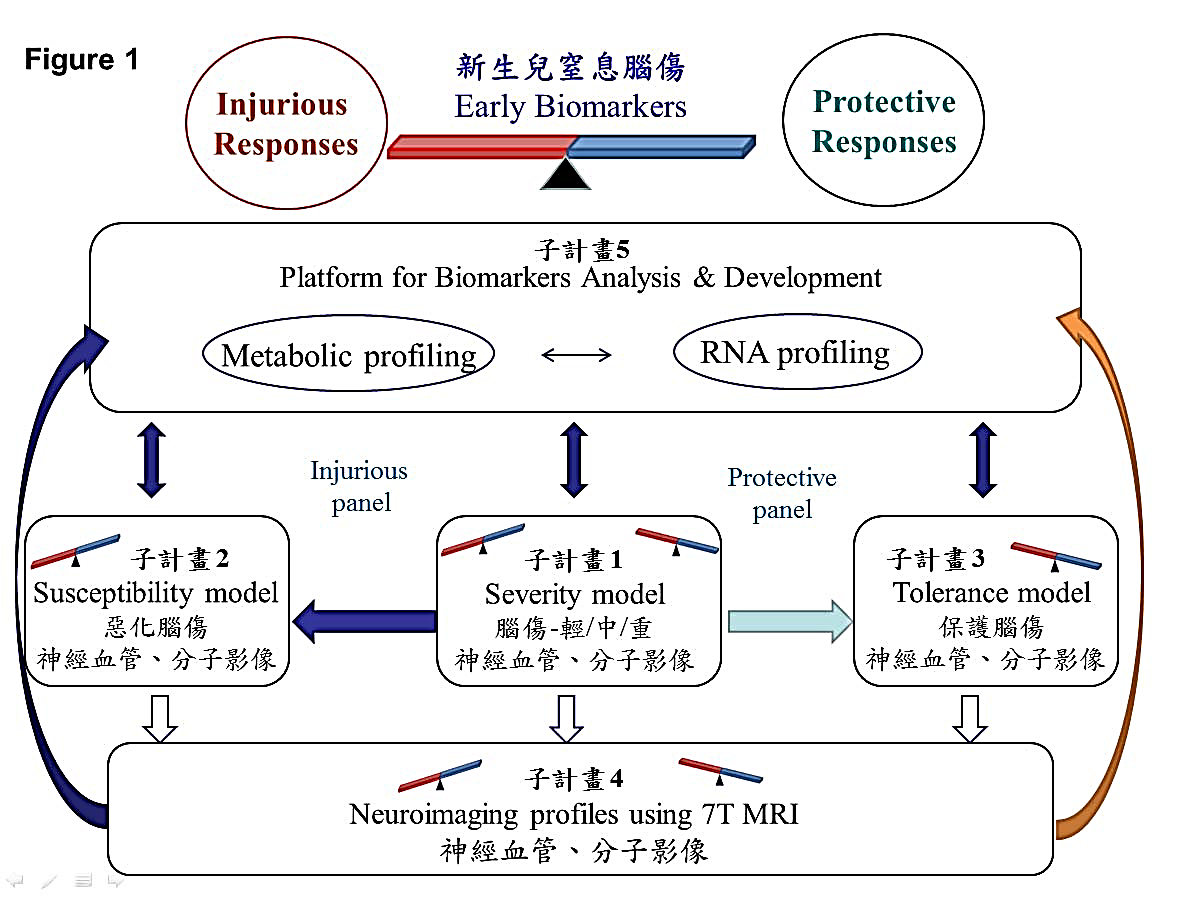 Figure 1
Injurious
Responses
新生兒窒息腦傷
Early Biomarkers
Protective
Responses
子計畫5
Platform for Biomarkers Analysis & Development
Metabolic profiling
RNA profiling
Injurious
panel
Protective
panel
子計畫2
Susceptibility model
惡化腦傷
神經血管、分子影像
子計畫1
Severity model
腦傷-輕/中/重
神經血管、分子影像
子計畫3
Tolerance model
保護腦傷
神經血管、分子影像
子計畫4
Neuroimaging profiles using 7T MRI
神經血管、分子影像